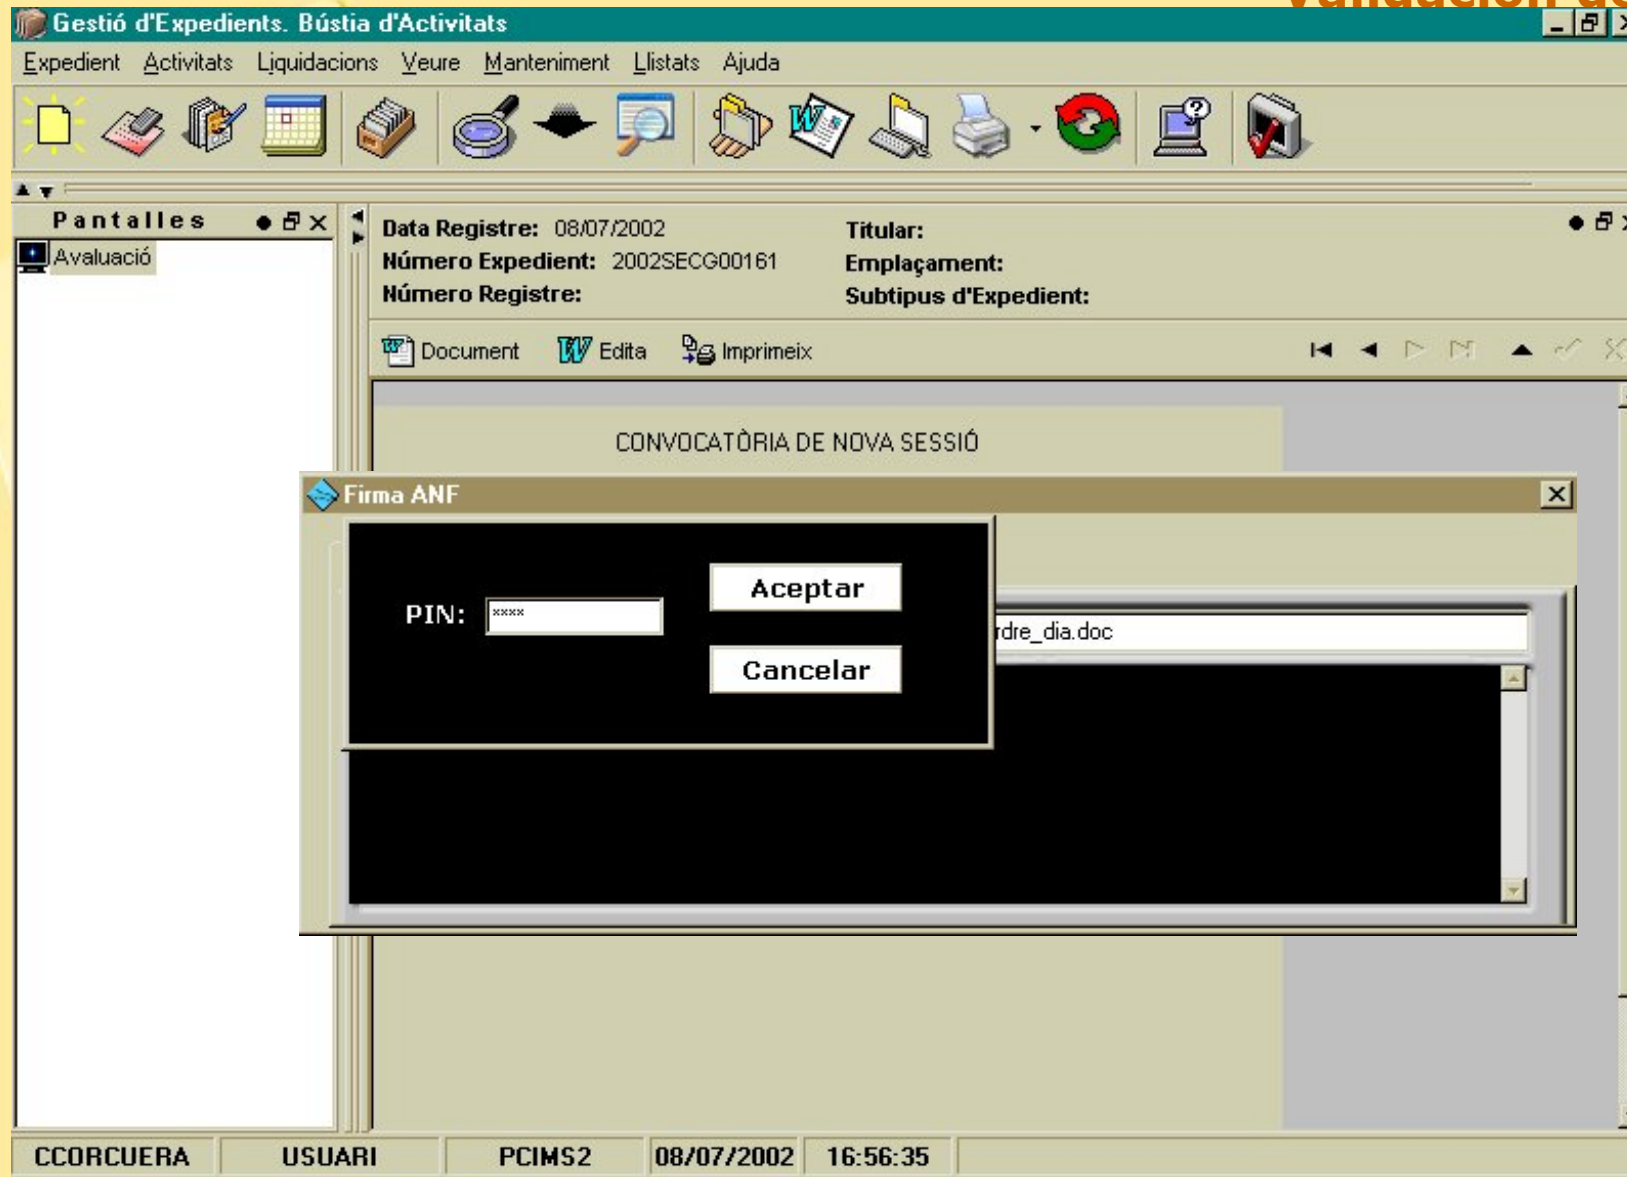 Gestió d'Expedients. Bústia d'Activitats
Expedient Activitats Liquidacions Veure Manteniment Llistats Ajuda
Pantalles
Avaluació
Data Registre: 08/07/2002 Titular:
Número Expedient: 2002SECG00161 Emplaçament:
Número Registre: Subtipus d'Expedient:
Document Edita Imprimeix
CONVOCATÒRIA DE NOVA SESSIÓ
Firma ANF
Aceptar
PIN: ****
rdre_dia.doc
Cancelar
CCORCUERA USUARI PCIMS2 08/07/2002 16:56:35